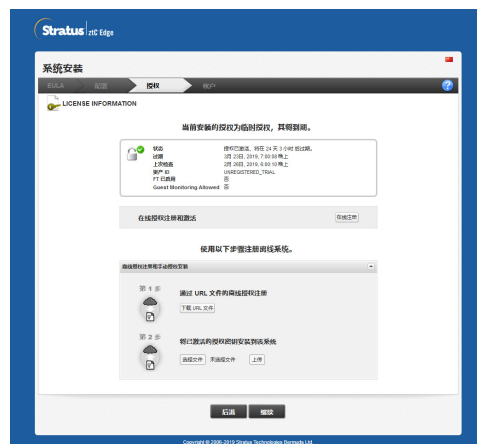 Stratus ztC Edge
系统安装
EULA 配置 授权 帐户
LICENSE INFORMATION
当前安装的授权为临时授权，其将到期。
状态 授权已激活，将在 24 天 3 小时 后过期。
过期 3月 23日, 2019, 7:00:08 晚上
上次检查 2月 26日, 2019, 6:00:10 晚上
资产 ID UNREGISTERED_TRIAL
FT 已启用 否
Guest Monitoring Allowed 否
在线授权注册和激活 在线注册
使用以下步骤注册离线系统。
离线授权注册和手动授权安装
第 1 步
通过 URL 文件的离线授权注册
下载 URL 文件
第 2 步
将已激活的授权密钥安装到该系统
选择文件 未选择文件 上传
后退 继续
Copyright © 2008-2019 Stratus Technologies Bermuda Ltd.